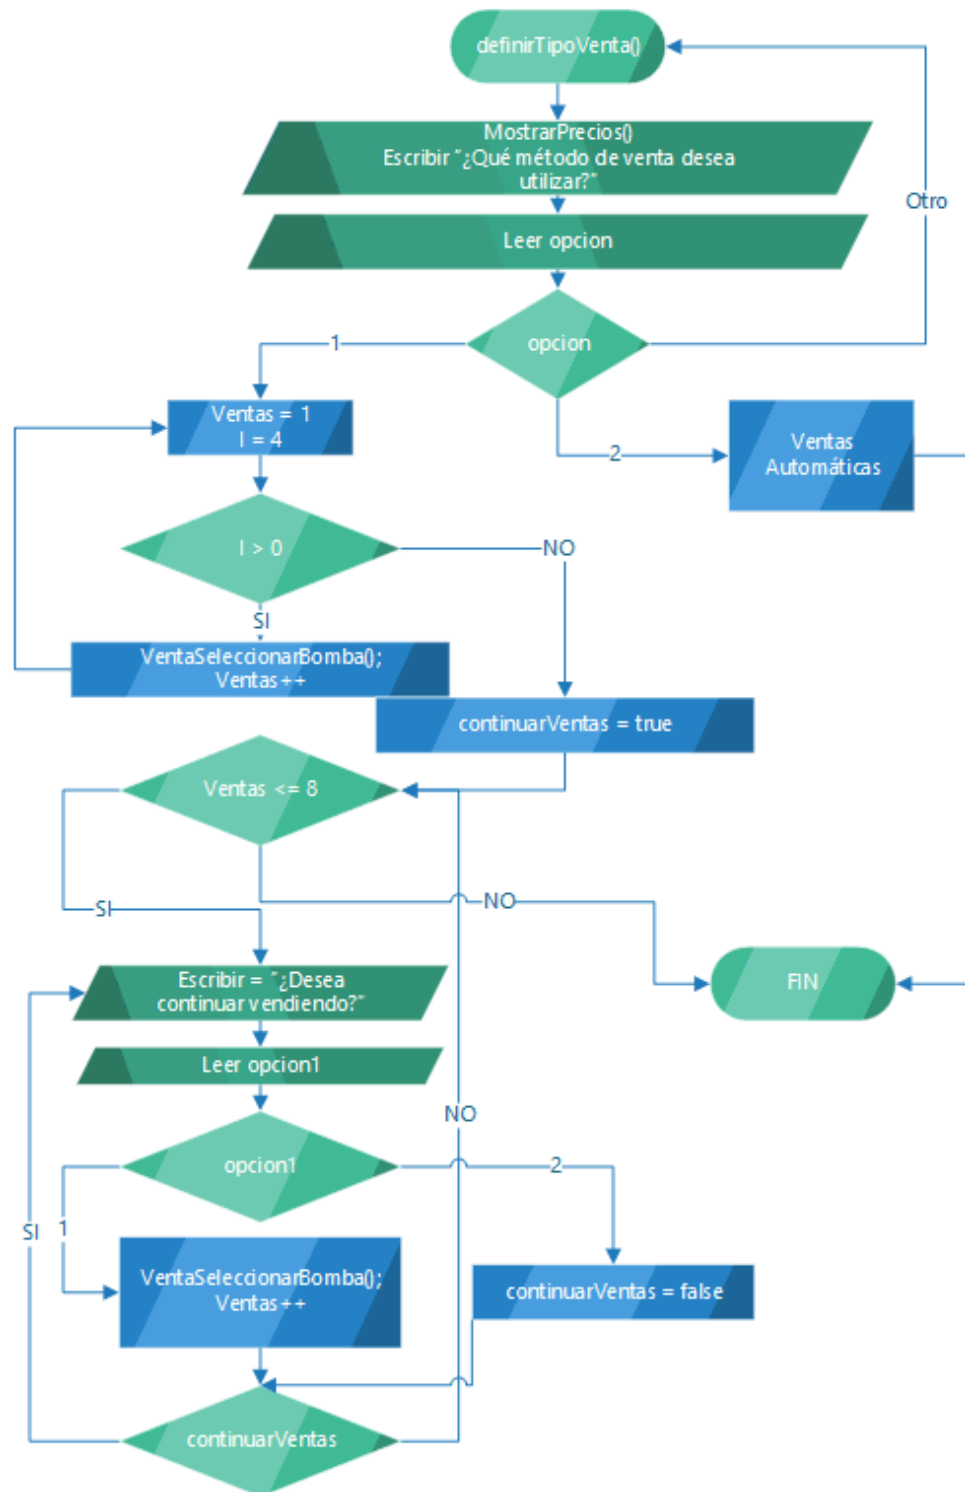 definirTipoVenta()
MostrarPrecios()
Escribir "¿Qué método de venta desea
utilizar?"
Otro
Leer opcion
opcion
1
Ventas = 1
I = 4
2
Ventas
Automáticas
I > 0
NO
SI
VentaSeleccionarBomba();
Ventas++
continuarVentas = true
Ventas <= 8
NO
SI
Escribir = "¿Desea
continuar vendiendo?"
FIN
Leer opcion1
NO
opcion1
2
SI
1
VentaSeleccionarBomba();
Ventas++
continuarVentas = false
continuarVentas